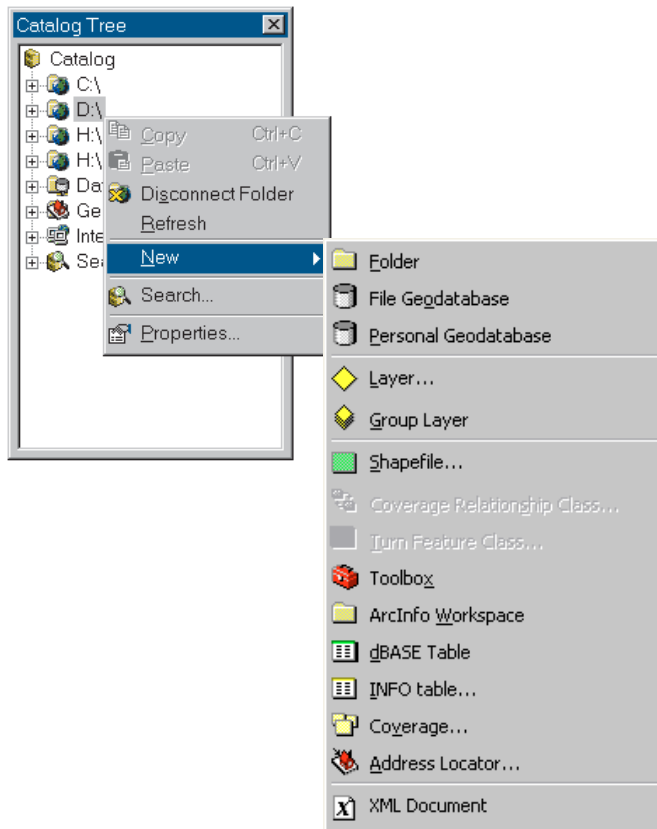 Catalog Tree
Catalog
C:\
D:\
H:\
H:\
Da
Ge
Inte
Sea
Copy Ctrl+C
Paste Ctrl+V
Disconnect Folder
Refresh
New
Search...
Properties...
Folder
File Geodatabase
Personal Geodatabase
Layer...
Group Layer
Shapefile...
Coverage Relationship Class...
Turn Feature Class...
Toolbox
ArcInfo Workspace
dBASE Table
INFO table...
Coverage...
Address Locator...
XML Document